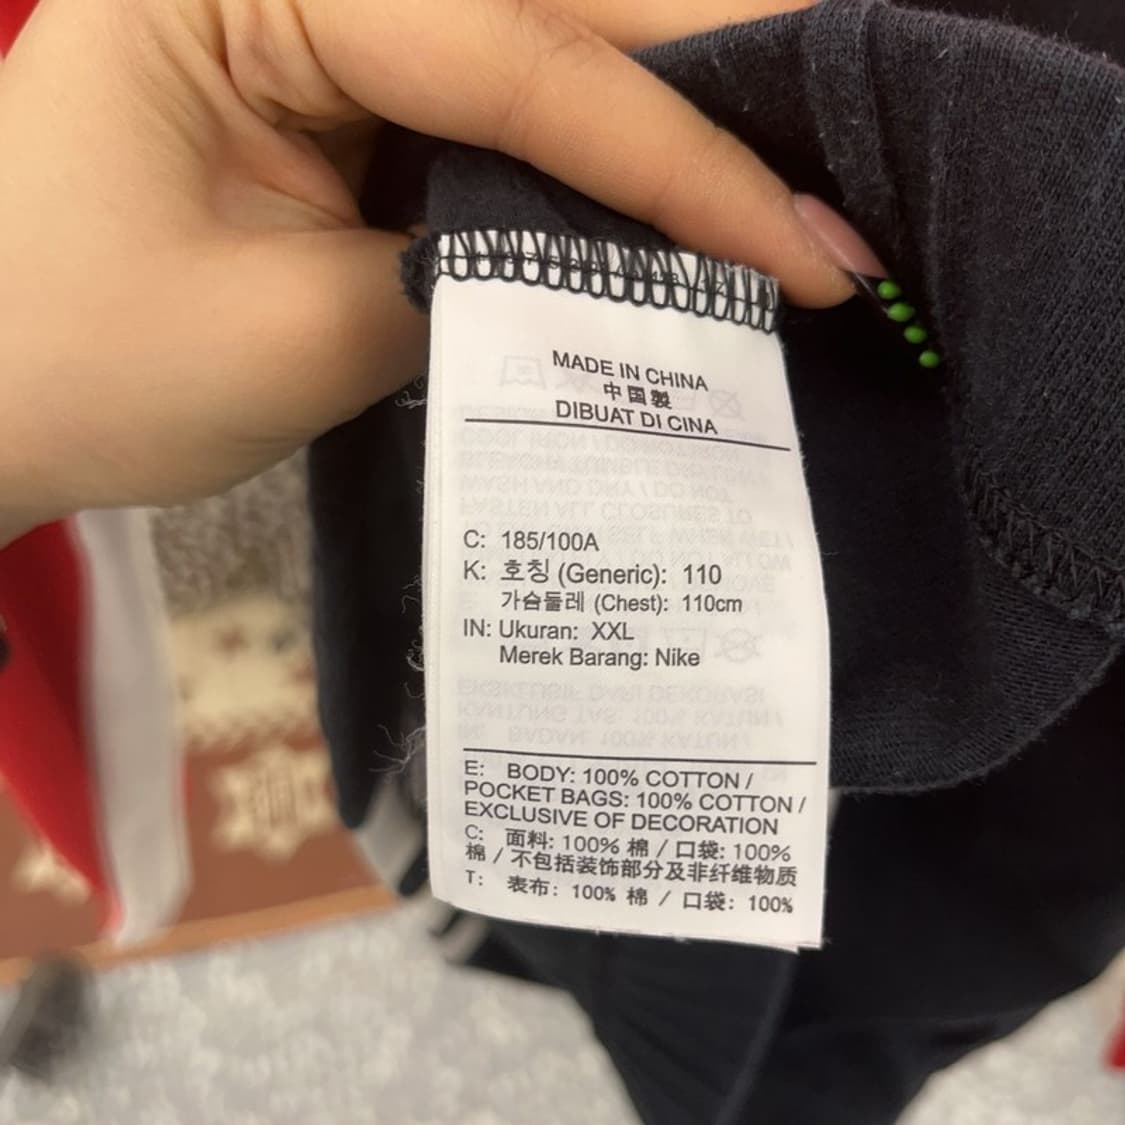 MADE IN CHINA
中国製
DIBUAT DI CINA
C: 185/100A
K: 호칭 (Generic): 110
가슴둘레 (Chest): 110cm
IN: Ukuran: XXL
Merek Barang: Nike
E: BODY: 100% COTTON /
POCKET BAGS: 100% COTTON /
EXCLUSIVE OF DECORATION
C: 面料: 100% 棉 / 口袋: 100%
棉 / 不包括装饰部分及非纤维物质
T: 表布: 100% 棉 / 口袋: 100%